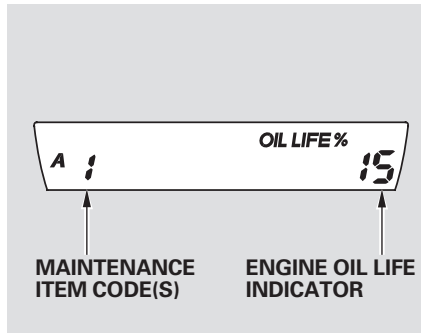 OIL LIFE %
A 1 15
MAINTENANCE ITEM CODE(S)
ENGINE OIL LIFE INDICATOR